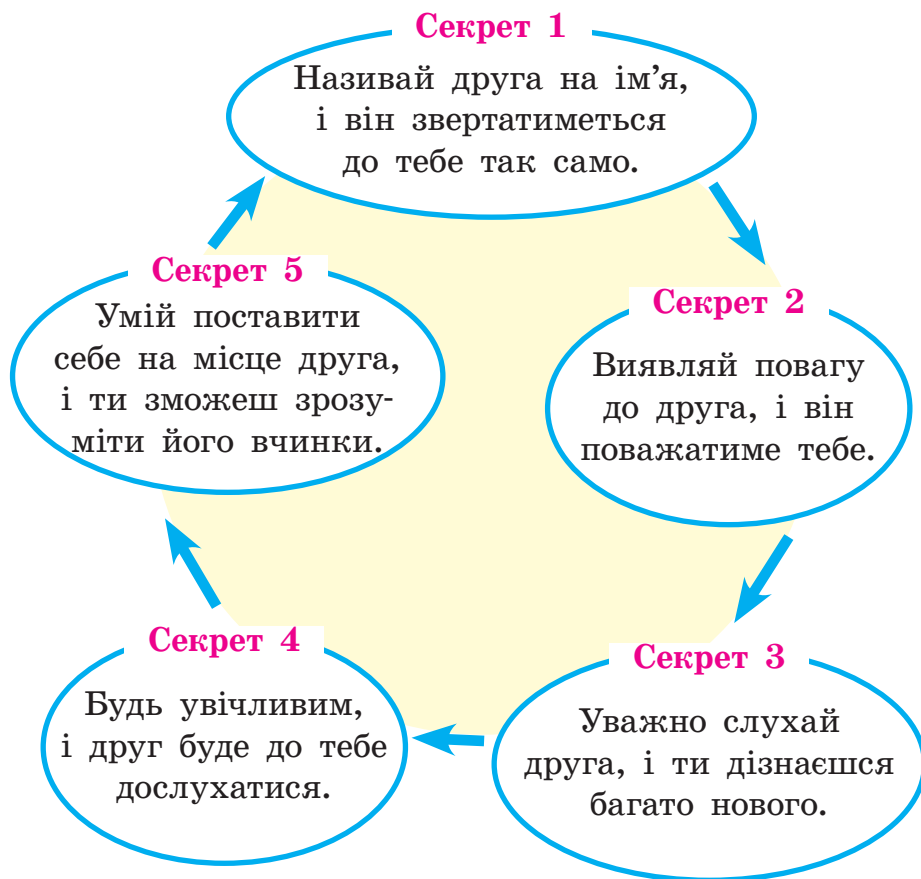 Секрет 1
Називай друга на ім’я,
і він звертатиметься
до тебе так само.
Секрет 2
Виявляй повагу
до друга, і він
поважатиме тебе.
Секрет 3
Уважно слухай
друга, і ти дізнаєшся
багато нового.
Секрет 4
Будь увічливим,
і друг буде до тебе
дослухатися.
Секрет 5
Умій поставити
себе на місце друга,
і ти зможеш зрозу-
міти його вчинки.